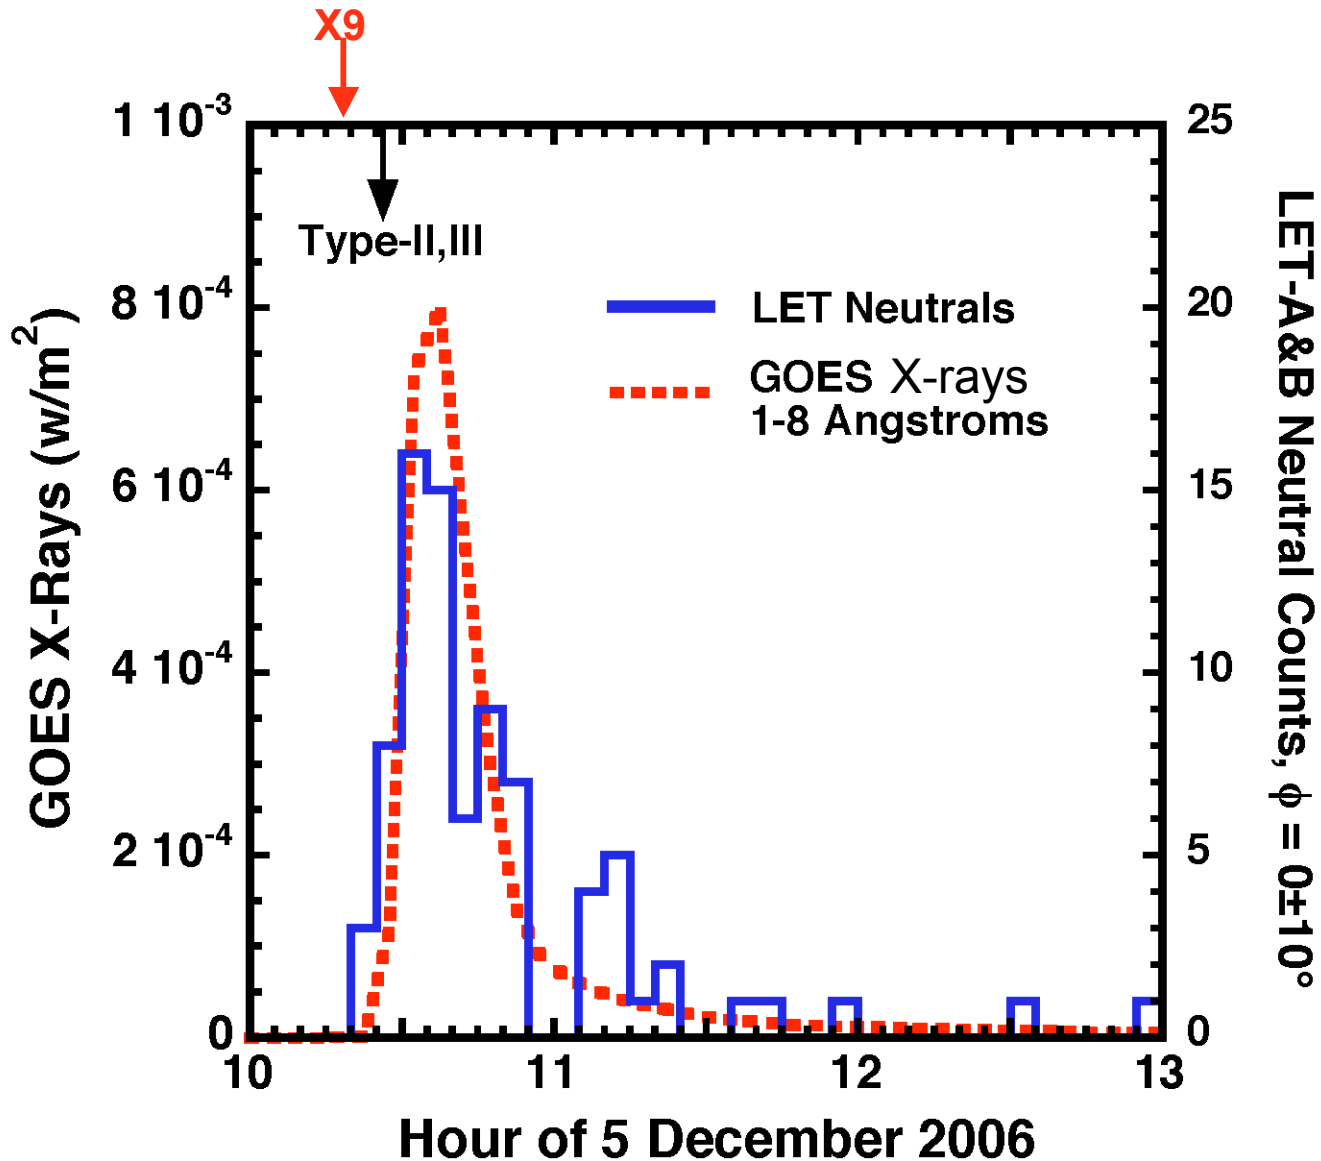 X9
1 10-3
8 10-4
6 10-4
4 10-4
2 10-4
0
GOES X-Rays (w/m2)
Type-II,III
LET Neutrals
GOES X-rays
1-8 Angstroms
25
20
15
10
5
0
LET-A&B Neutral Counts, ϕ = 0±10°
10 11 12 13
Hour of 5 December 2006